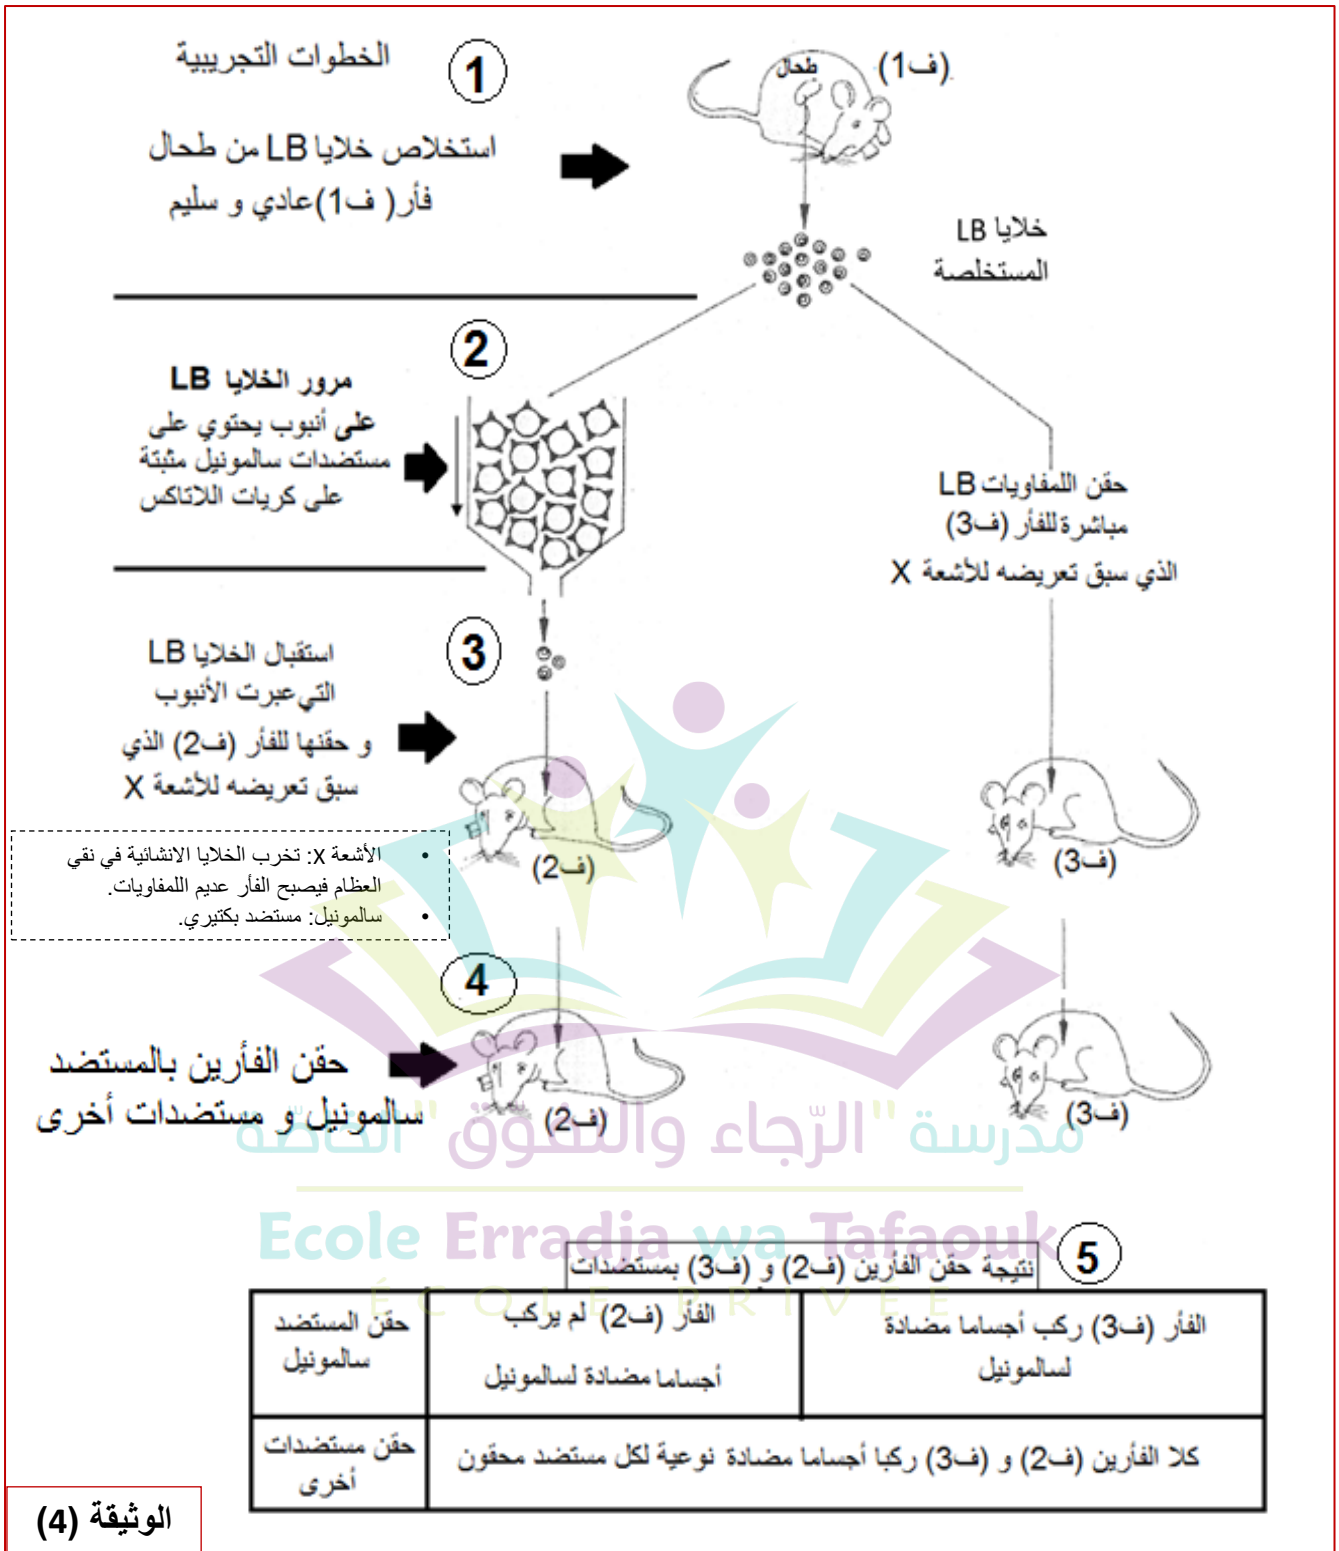 الخطوات التجريبية
1
(ف1)
طحال
استخلاص خلايا LB من طحال
فأر( ف1)عادي و سليم
خلايا LB
المستخلصة
2
مرور الخلايا LB
على أنبوب يحتوي على
مستضدات سالمونيل مثبتة
على كريات اللاتاكس
حقن اللمفاويات LB
مباشرة للفأر (ف3)
الذي سبق تعريضه للأشعة X
3
استقبال الخلايا LB
التي عبرت الأنبوب
و حقنها للفأر (ف2) الذي
سبق تعريضه للأشعة X
(ف2)
(ف3)
• الأشعة x: تخرب الخلايا الانشائية في نقي
العظام فيصبح الفأر عديم اللمفاويات.
• سالمونيل: مستضد بكتيري.
4
حقن الفأرين بالمستضد
سالمونيل و مستضدات أخرى
(ف2)
(ف3)
مدرسة "الرّجاء والتفوّق" الخاصّة
Ecole Erradja wa Tafaouk
ÉCOLE PRIVÉE
5
نتيجة حقن الفأرين (ف2) و (ف3) بمستضدات
حقن المستضد
سالمونيل
الفأر (ف2) لم يركب
أجساما مضادة لسالمونيل
الفأر (ف3) ركب أجساما مضادة
لسالمونيل
حقن مستضدات
أخرى
كلا الفأرين (ف2) و (ف3) ركبا أجساما مضادة نوعية لكل مستضد محقون
الوثيقة (4)